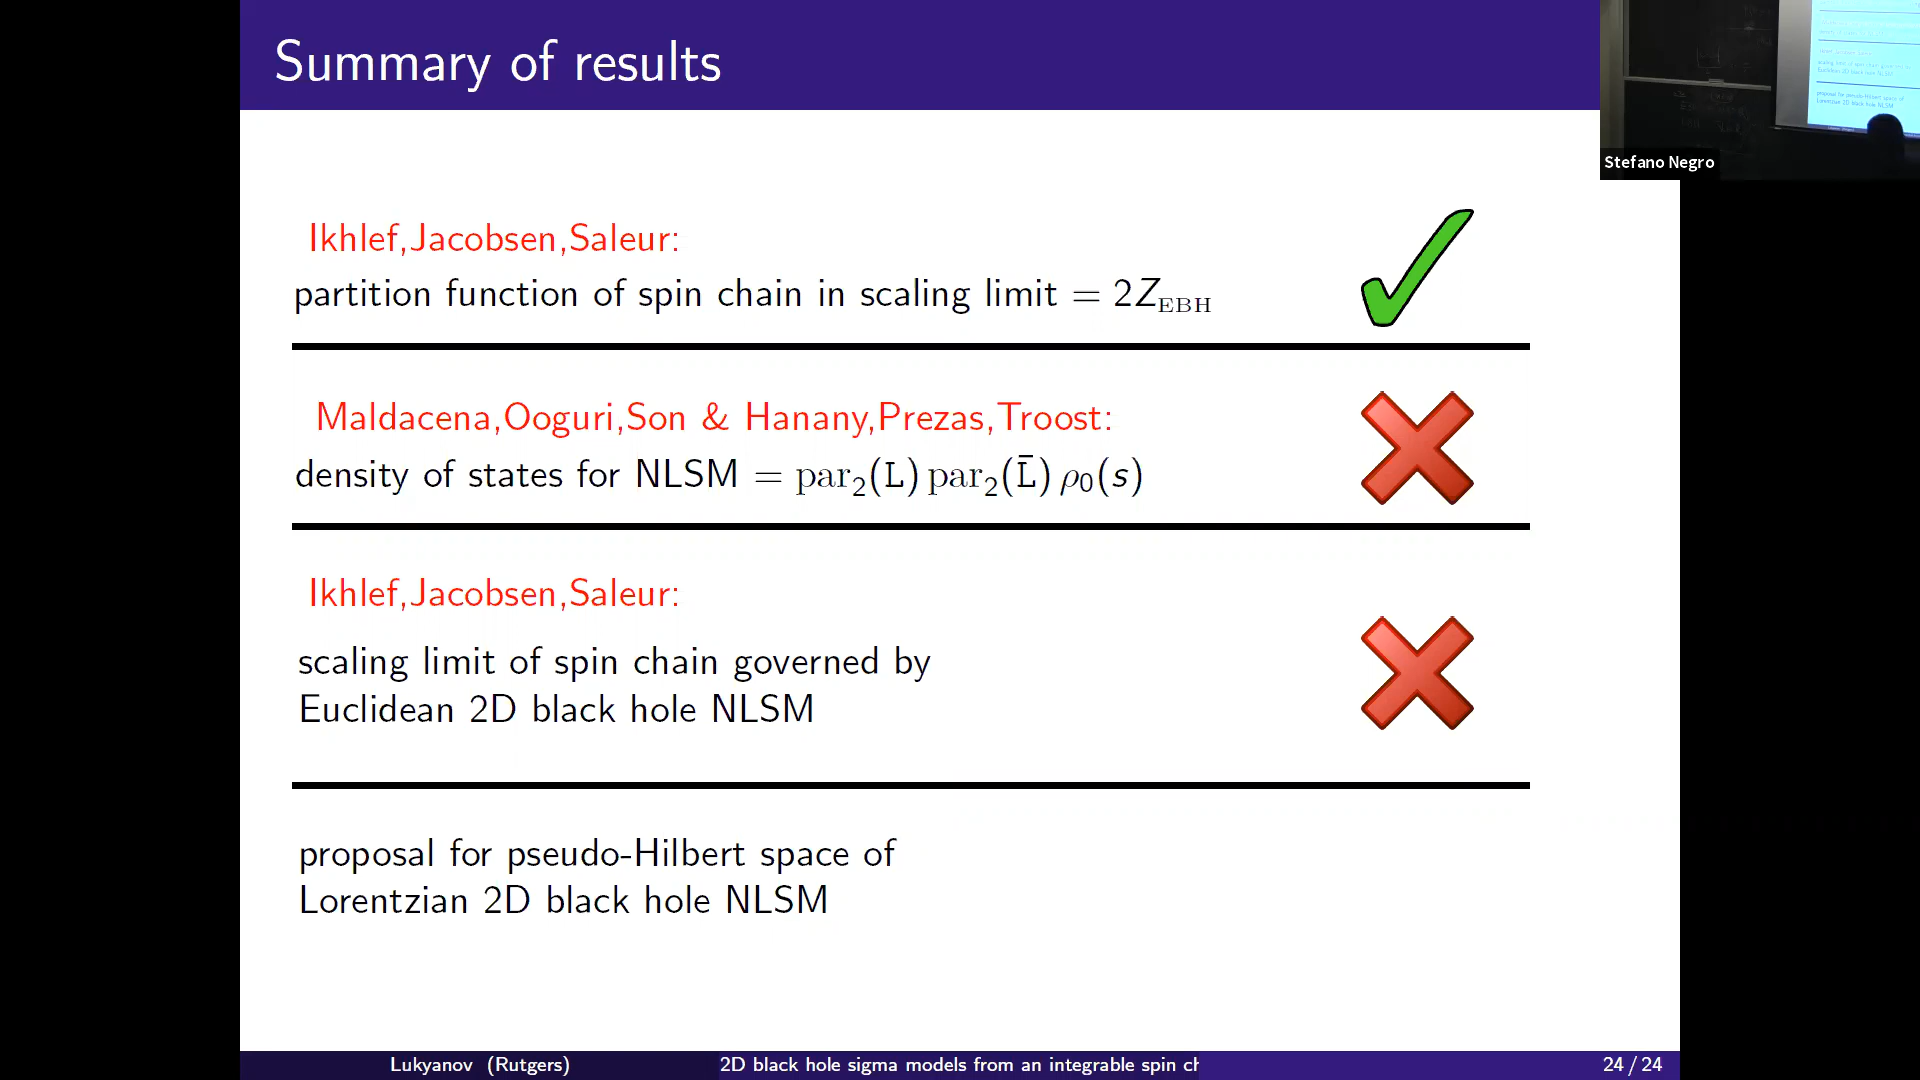 Summary of results
Stefano Negro
Ikhlef,Jacobsen,Saleur:
partition function of spin chain in scaling limit = 2Z_EBH
Maldacena,Ooguri,Son & Hanany,Prezas,Troost:
density of states for NLSM = par₂(L) par₂(L̄) ρ₀(s)
Ikhlef,Jacobsen,Saleur:
scaling limit of spin chain governed by
Euclidean 2D black hole NLSM
proposal for pseudo-Hilbert space of
Lorentzian 2D black hole NLSM
Lukyanov (Rutgers)
2D black hole sigma models from an integrable spin ch
24 / 24